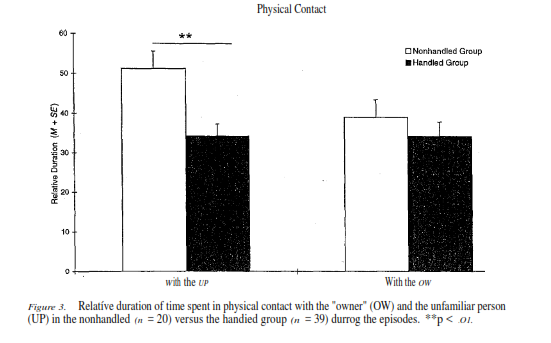 Physical Contact
**
Nonhandled Group
Handled Group
Relative Duration (M + SE)
60
50
40
30
20
10
0
with the UP
With the OW
Figure 3. Relative duration of time spent in physical contact with the "owner" (OW) and the unfamiliar person
(UP) in the nonhandled (n = 20) versus the handied group (n = 39) durrog the episodes. **p < .01.